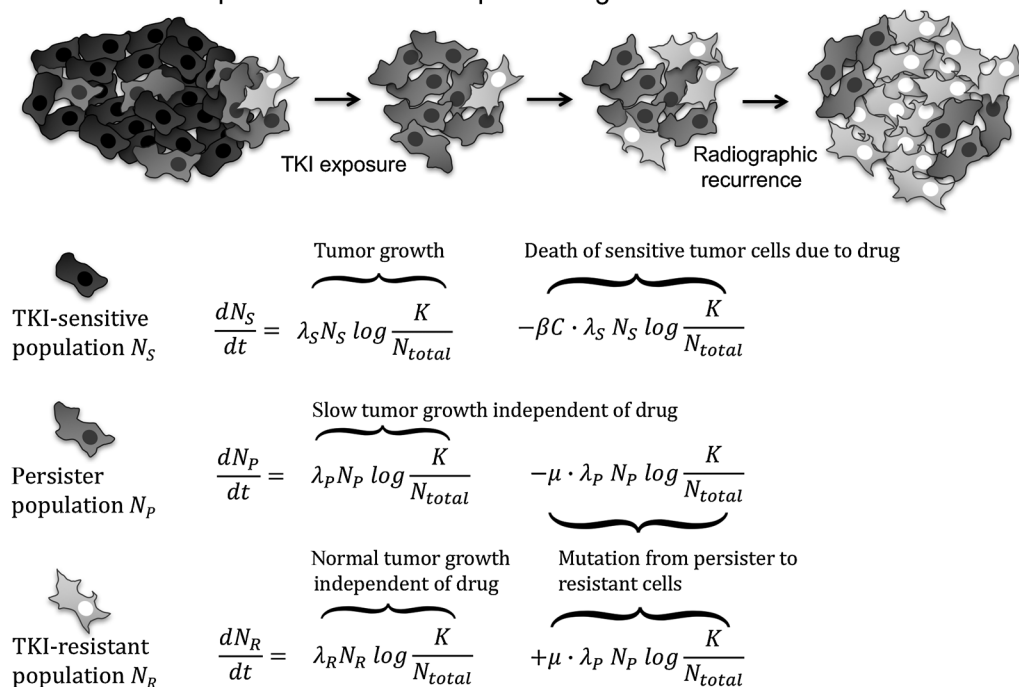 TKI exposure
Radiographic
recurrence
Tumor growth
Death of sensitive tumor cells due to drug
TKI-sensitive
population N_S
dN_S/dt = λ_S N_S log K/N_total
−βC · λ_S N_S log K/N_total
Slow tumor growth independent of drug
Persister
population N_P
dN_P/dt = λ_P N_P log K/N_total
−μ · λ_P N_P log K/N_total
Normal tumor growth
independent of drug
Mutation from persister to
resistant cells
TKI-resistant
population N_R
dN_R/dt = λ_R N_R log K/N_total
+μ · λ_P N_P log K/N_total